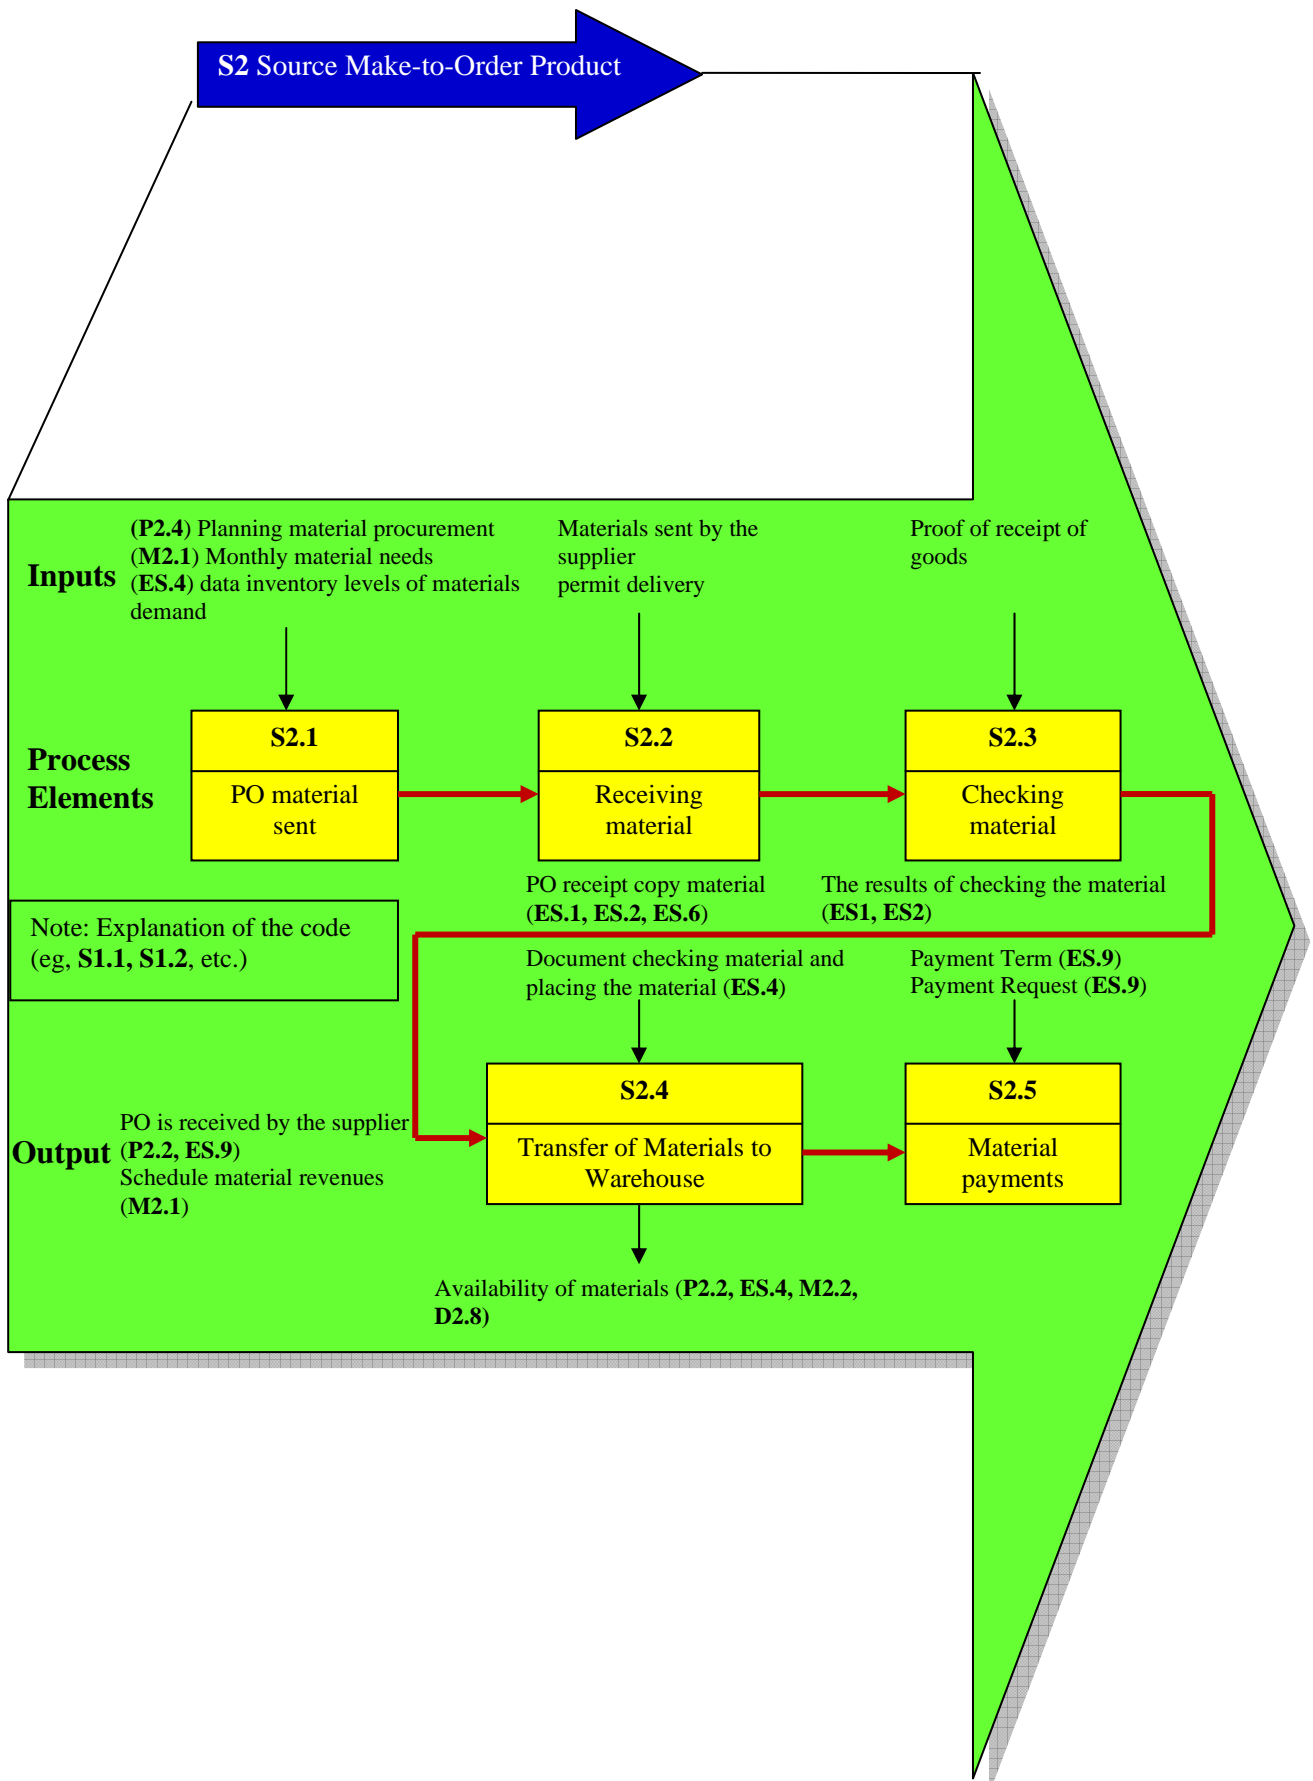 S2 Source Make-to-Order Product
Inputs
(P2.4) Planning material procurement
(M2.1) Monthly material needs
(ES.4) data inventory levels of materials
demand
Materials sent by the
supplier
permit delivery
Proof of receipt of
goods
Process
Elements
S2.1
PO material
sent
S2.2
Receiving
material
S2.3
Checking
material
PO receipt copy material
(ES.1, ES.2, ES.6)
The results of checking the material
(ES1, ES2)
Note: Explanation of the code
(eg, S1.1, S1.2, etc.)
Document checking material and
placing the material (ES.4)
Payment Term (ES.9)
Payment Request (ES.9)
Output
PO is received by the supplier
(P2.2, ES.9)
Schedule material revenues
(M2.1)
S2.4
Transfer of Materials to
Warehouse
S2.5
Material
payments
Availability of materials (P2.2, ES.4, M2.2,
D2.8)